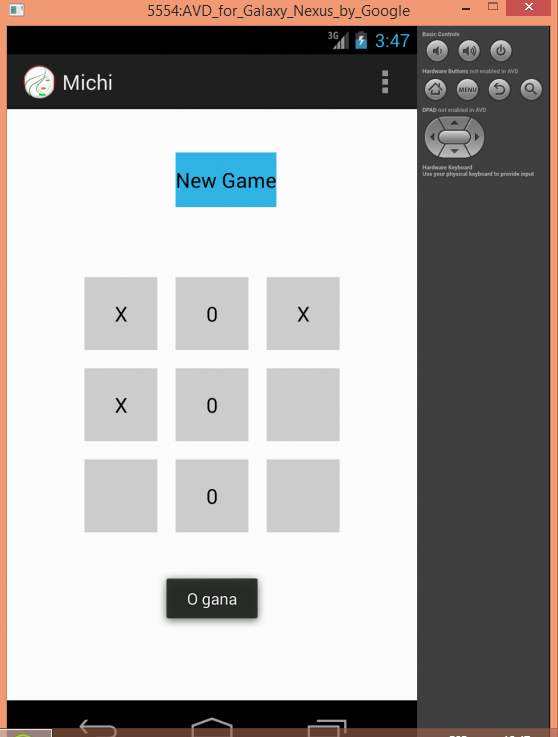 5554:AVD_for_Galaxy_Nexus_by_Google
3G 3:47
Michi
New Game
X 0 X
X 0
0
O gana
Basic Controls
Hardware Buttons not enabled in AVD
MENU
DPAD not enabled in AVD
Hardware Keyboard
Use your physical keyboard to provide input